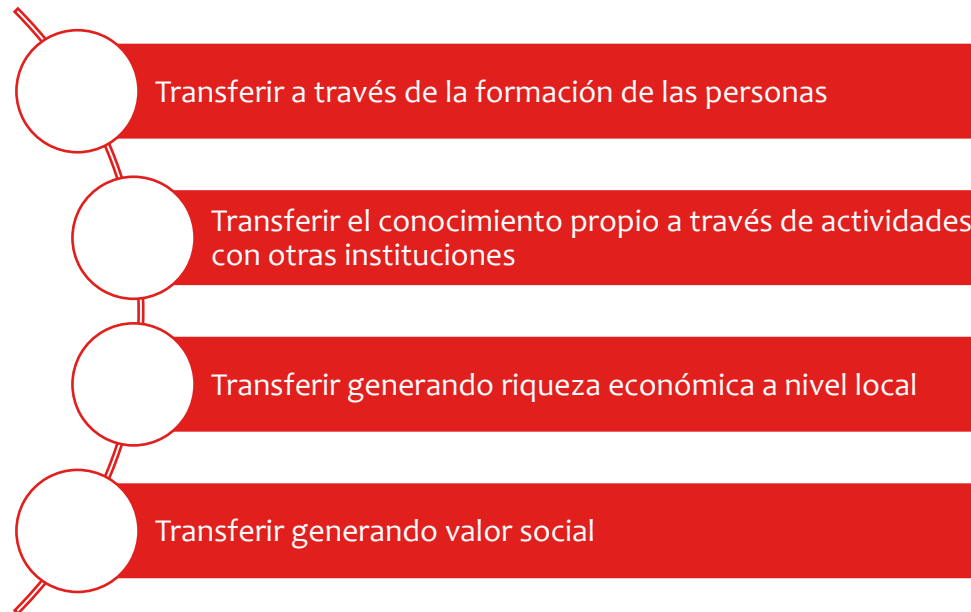 Transferir a través de la formación de las personas
Transferir el conocimiento propio a través de actividades
con otras instituciones
Transferir generando riqueza económica a nivel local
Transferir generando valor social